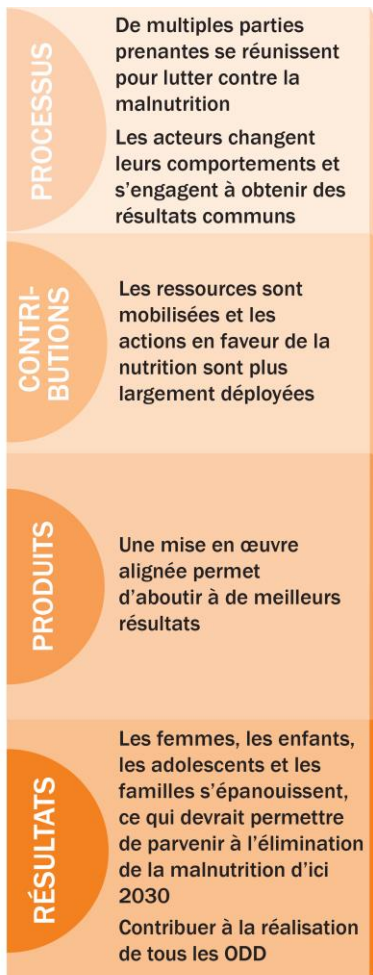 PROCESSUS
De multiples parties
prenantes se réunissent
pour lutter contre la
malnutrition
Les acteurs changent
leurs comportements et
s’engagent à obtenir des
résultats communs
CONTRI-
BUTIONS
Les ressources sont
mobilisées et les
actions en faveur de la
nutrition sont plus
largement déployées
PRODUITS
Une mise en œuvre
alignée permet
d’aboutir à de meilleurs
résultats
RÉSULTATS
Les femmes, les enfants,
les adolescents et les
familles s’épanouissent,
ce qui devrait permettre
de parvenir à l’élimination
de la malnutrition d’ici
2030
Contribuer à la réalisation
de tous les ODD